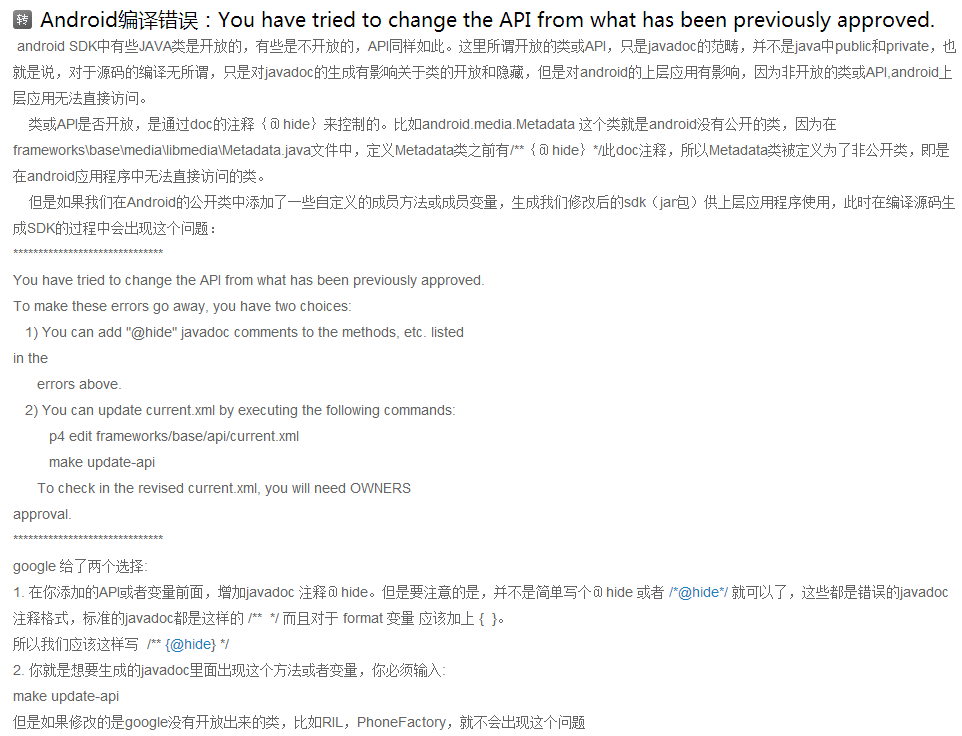 转 Android编译错误：You have tried to change the API from what has been previously approved.
android SDK中有些JAVA类是开放的，有些是不开放的，API同样如此。这里所谓开放的类或API，只是javadoc的范畴，并不是java中public和private，也
就是说，对于源码的编译无所谓，只是对javadoc的生成有影响关于类的开放和隐藏，但是对android的上层应用有影响，因为非开放的类或API,android上
层应用无法直接访问。
类或API是否开放，是通过doc的注释｛@hide｝来控制的。比如android.media.Metadata 这个类就是android没有公开的类，因为在
frameworks\base\media\libmedia\Metadata.java文件中，定义Metadata类之前有/**｛@hide｝*/此doc注释，所以Metadata类被定义为了非公开类，即是
在android应用程序中无法直接访问的类。
但是如果我们在Android的公开类中添加了一些自定义的成员方法或成员变量，生成我们修改后的sdk（jar包）供上层应用程序使用，此时在编译源码生
成SDK的过程中会出现这个问题：
******************************
You have tried to change the API from what has been previously approved.
To make these errors go away, you have two choices:
1) You can add "@hide" javadoc comments to the methods, etc. listed
in the
errors above.
2) You can update current.xml by executing the following commands:
p4 edit frameworks/base/api/current.xml
make update-api
To check in the revised current.xml, you will need OWNERS
approval.
******************************
google 给了两个选择:
1. 在你添加的API或者变量前面，增加javadoc 注释@hide。但是要注意的是，并不是简单写个@hide 或者 /*@hide*/ 就可以了，这些都是错误的javadoc
注释格式，标准的javadoc都是这样的 /**  */ 而且对于 format 变量 应该加上 {  }。
所以我们应该这样写  /** {@hide} */
2. 你就是想要生成的javadoc里面出现这个方法或者变量，你必须输入:
make update-api
但是如果修改的是google没有开放出来的类，比如RIL，PhoneFactory，就不会出现这个问题